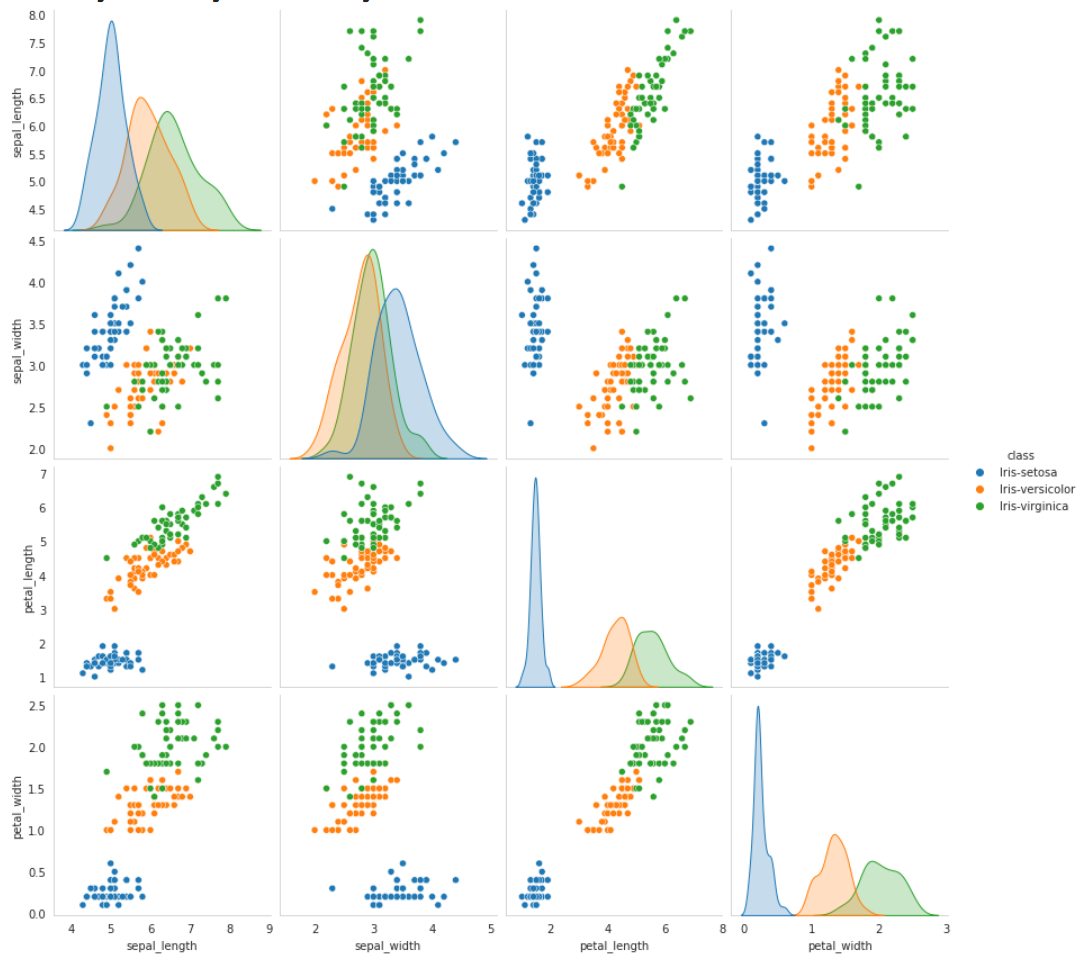 8.0
7.5
7.0
6.5
6.0
5.5
5.0
4.5
sepal_length
4.5
4.0
3.5
3.0
2.5
2.0
sepal_width
7
6
5
4
3
2
1
petal_length
2.5
2.0
1.5
1.0
0.5
0.0
petal_width
4 5 6 7 8 9
sepal_length
2 3 4 5
sepal_width
2 4 6 8
petal_length
0 1 2 3
petal_width
class
Iris-setosa
Iris-versicolor
Iris-virginica